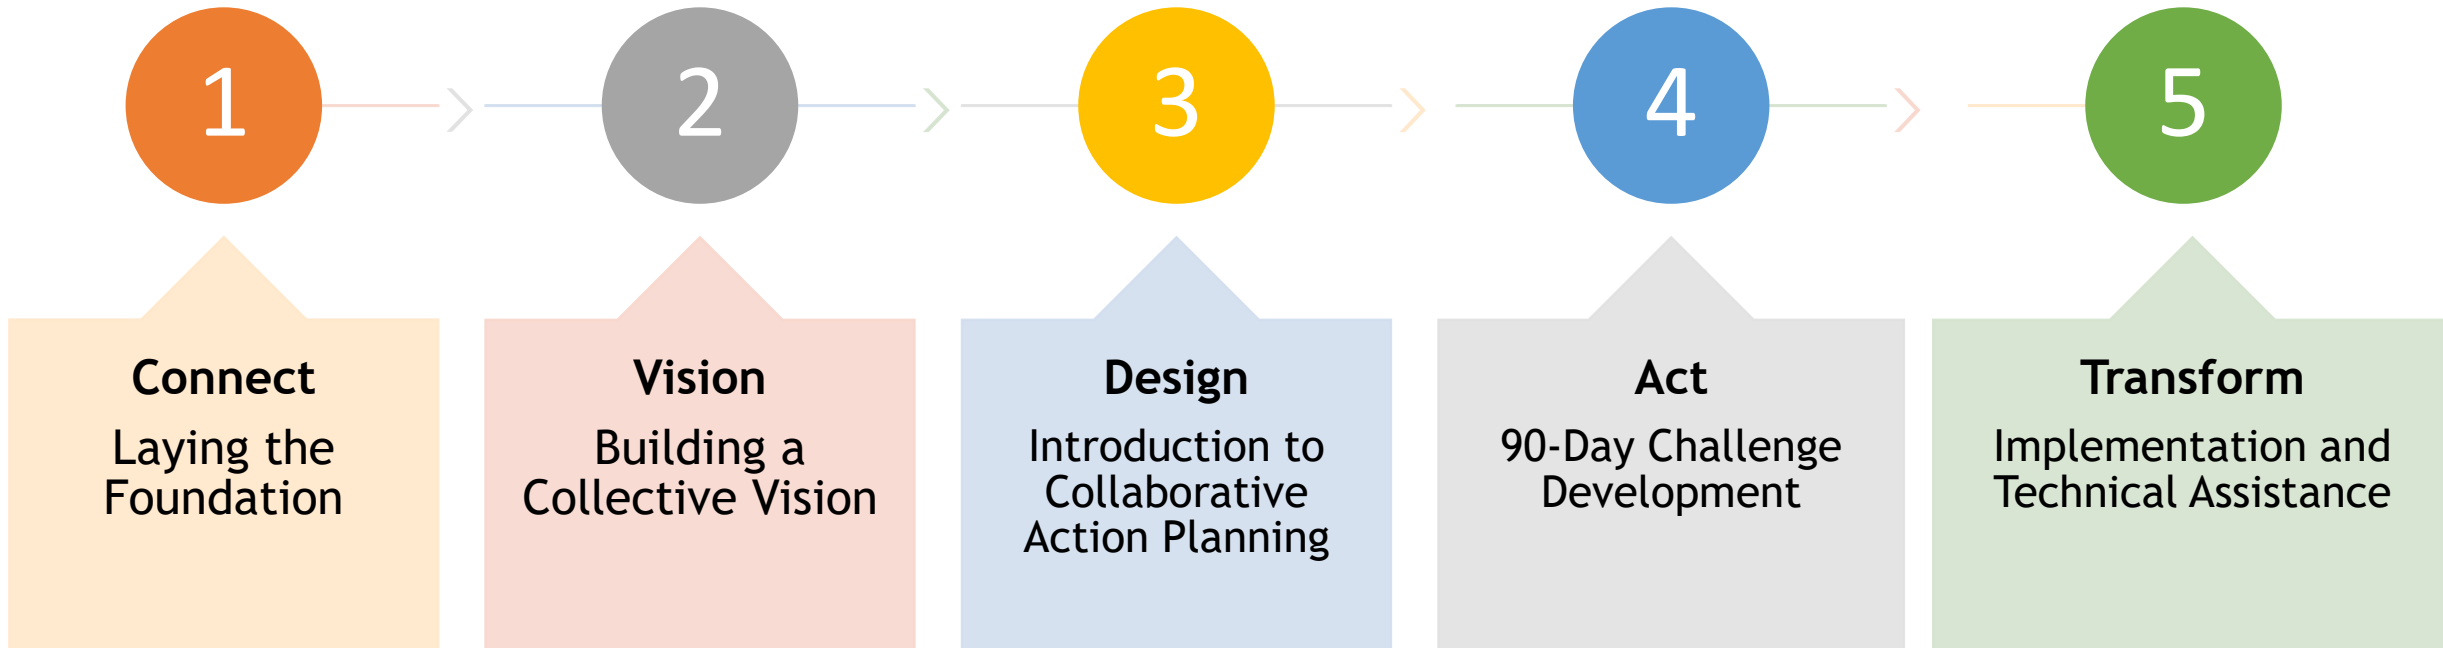 1
2
3
4
5
Connect
Laying the
Foundation
Vision
Building a
Collective Vision
Design
Introduction to
Collaborative
Action Planning
Act
90-Day Challenge
Development
Transform
Implementation and
Technical Assistance